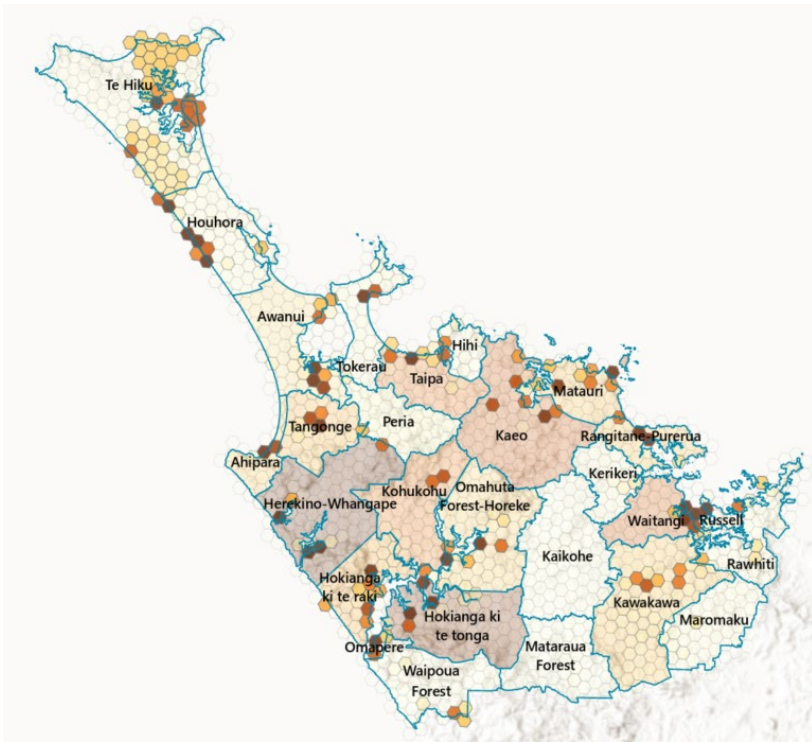 Te Hiku
Houhora
Awanui
Hihi
Tokerau
Taipa
Matauri
Peria
Tangonge
Kaeo
Rangitane-Purerua
Ahipara
Kerikeri
Kohukohu
Omahuta
Forest-Horeke
Herekino-Whangape
Waitangi
Russell
Kaikohe
Rawhiti
Hokianga
ki te raki
Kawakawa
Hokianga ki
te tonga
Maromaku
Omapere
Mataraua
Forest
Waipoua
Forest